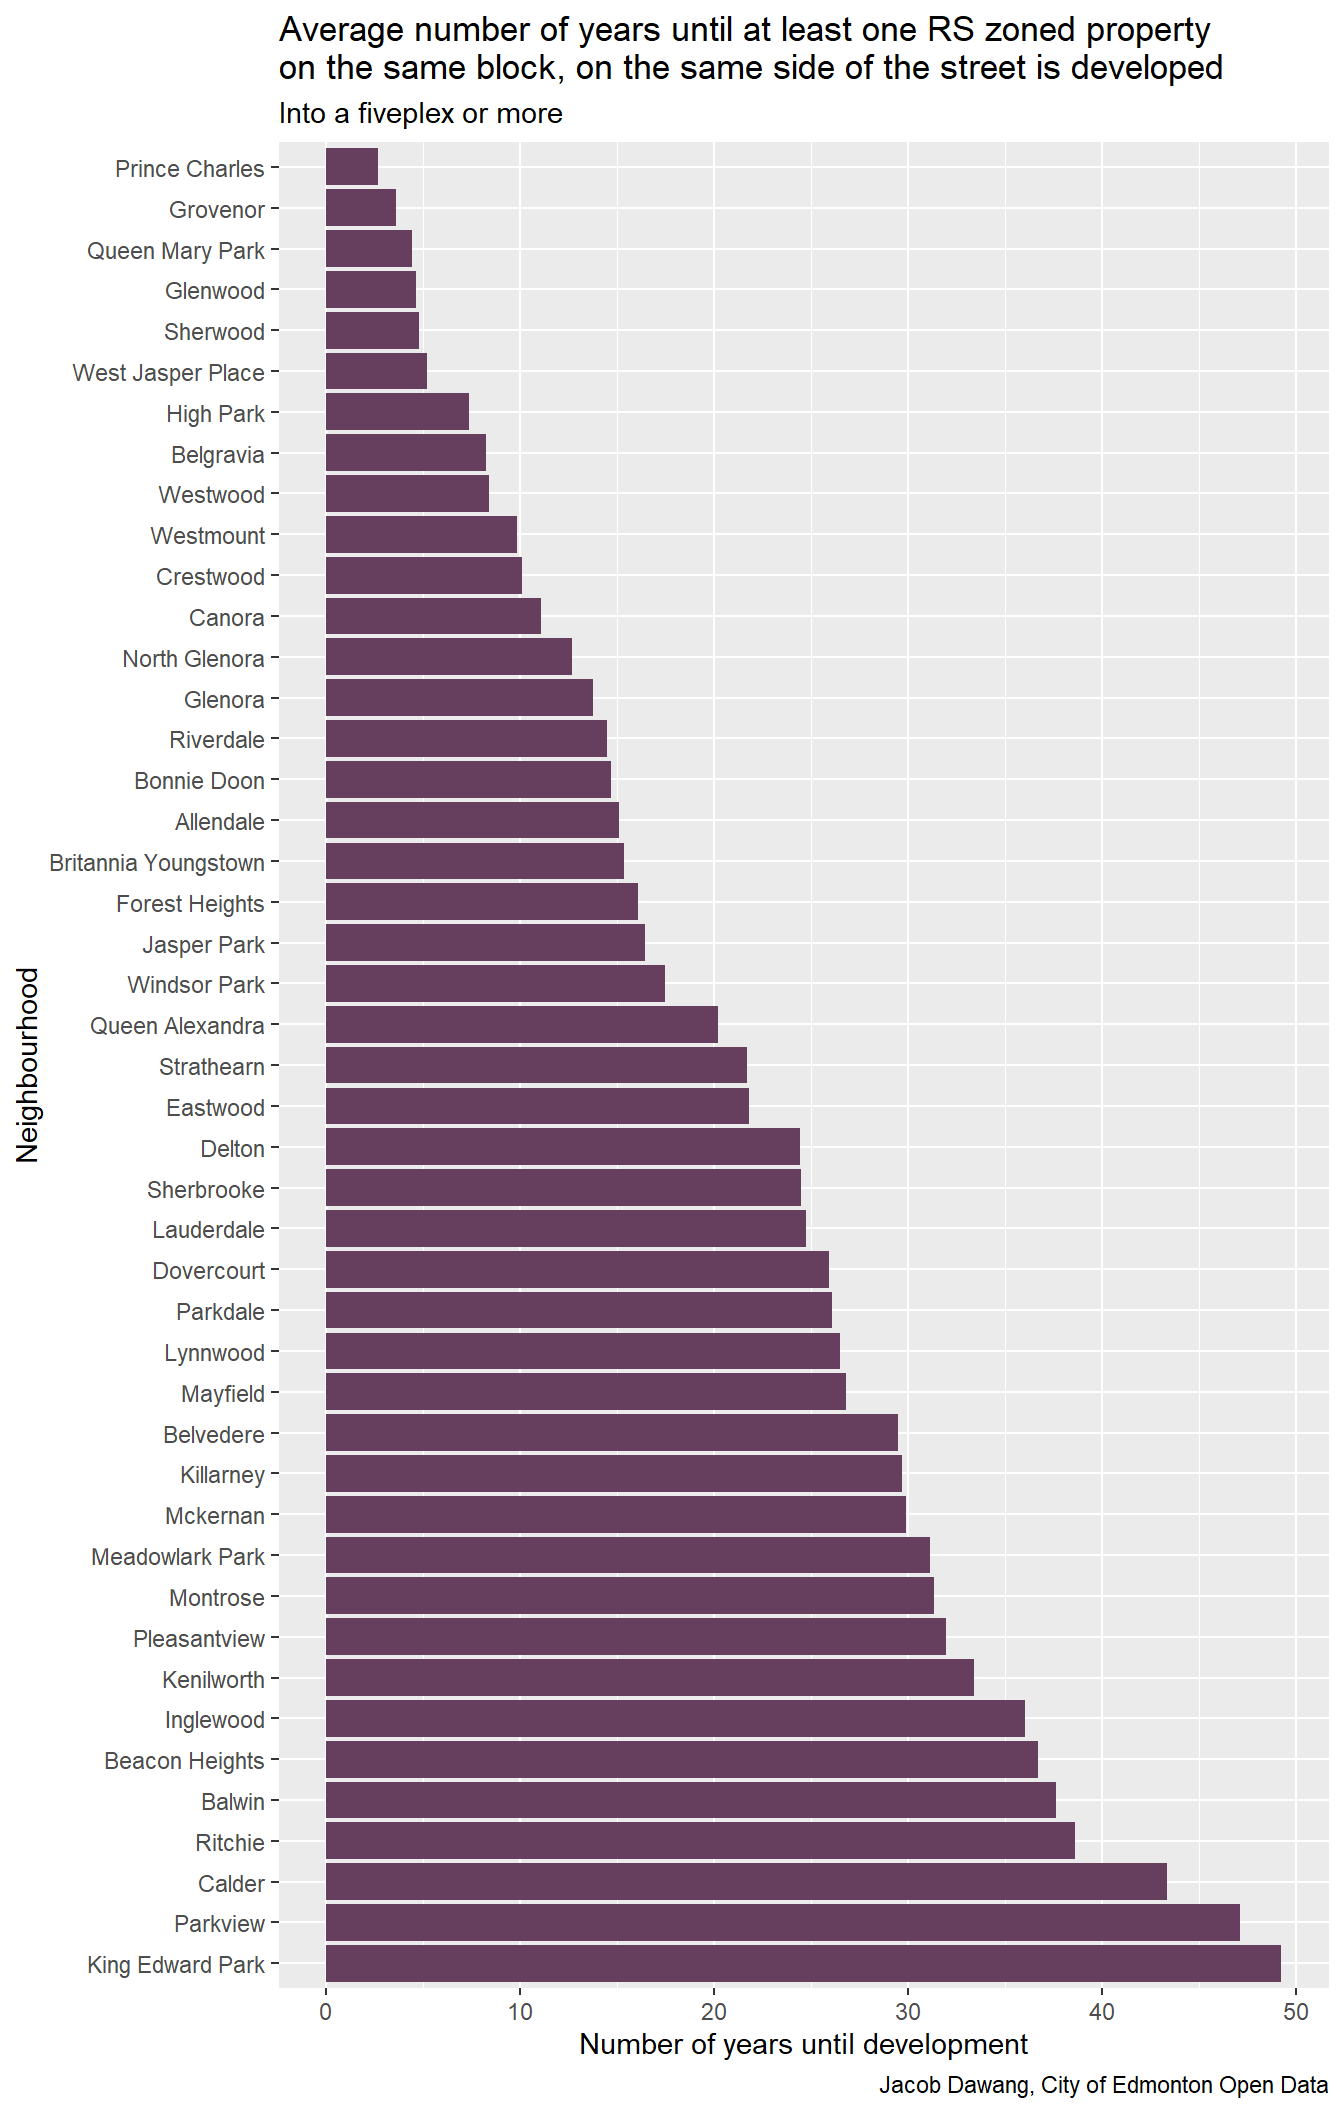 Average number of years until at least one RS zoned property
on the same block, on the same side of the street is developed
Into a fiveplex or more
Neighbourhood
Prince Charles
Grovenor
Queen Mary Park
Glenwood
Sherwood
West Jasper Place
High Park
Belgravia
Westwood
Westmount
Crestwood
Canora
North Glenora
Glenora
Riverdale
Bonnie Doon
Allendale
Britannia Youngstown
Forest Heights
Jasper Park
Windsor Park
Queen Alexandra
Strathearn
Eastwood
Delton
Sherbrooke
Lauderdale
Dovercourt
Parkdale
Lynnwood
Mayfield
Belvedere
Killarney
Mckernan
Meadowlark Park
Montrose
Pleasantview
Kenilworth
Inglewood
Beacon Heights
Balwin
Ritchie
Calder
Parkview
King Edward Park
0 10 20 30 40 50
Number of years until development
Jacob Dawang, City of Edmonton Open Data